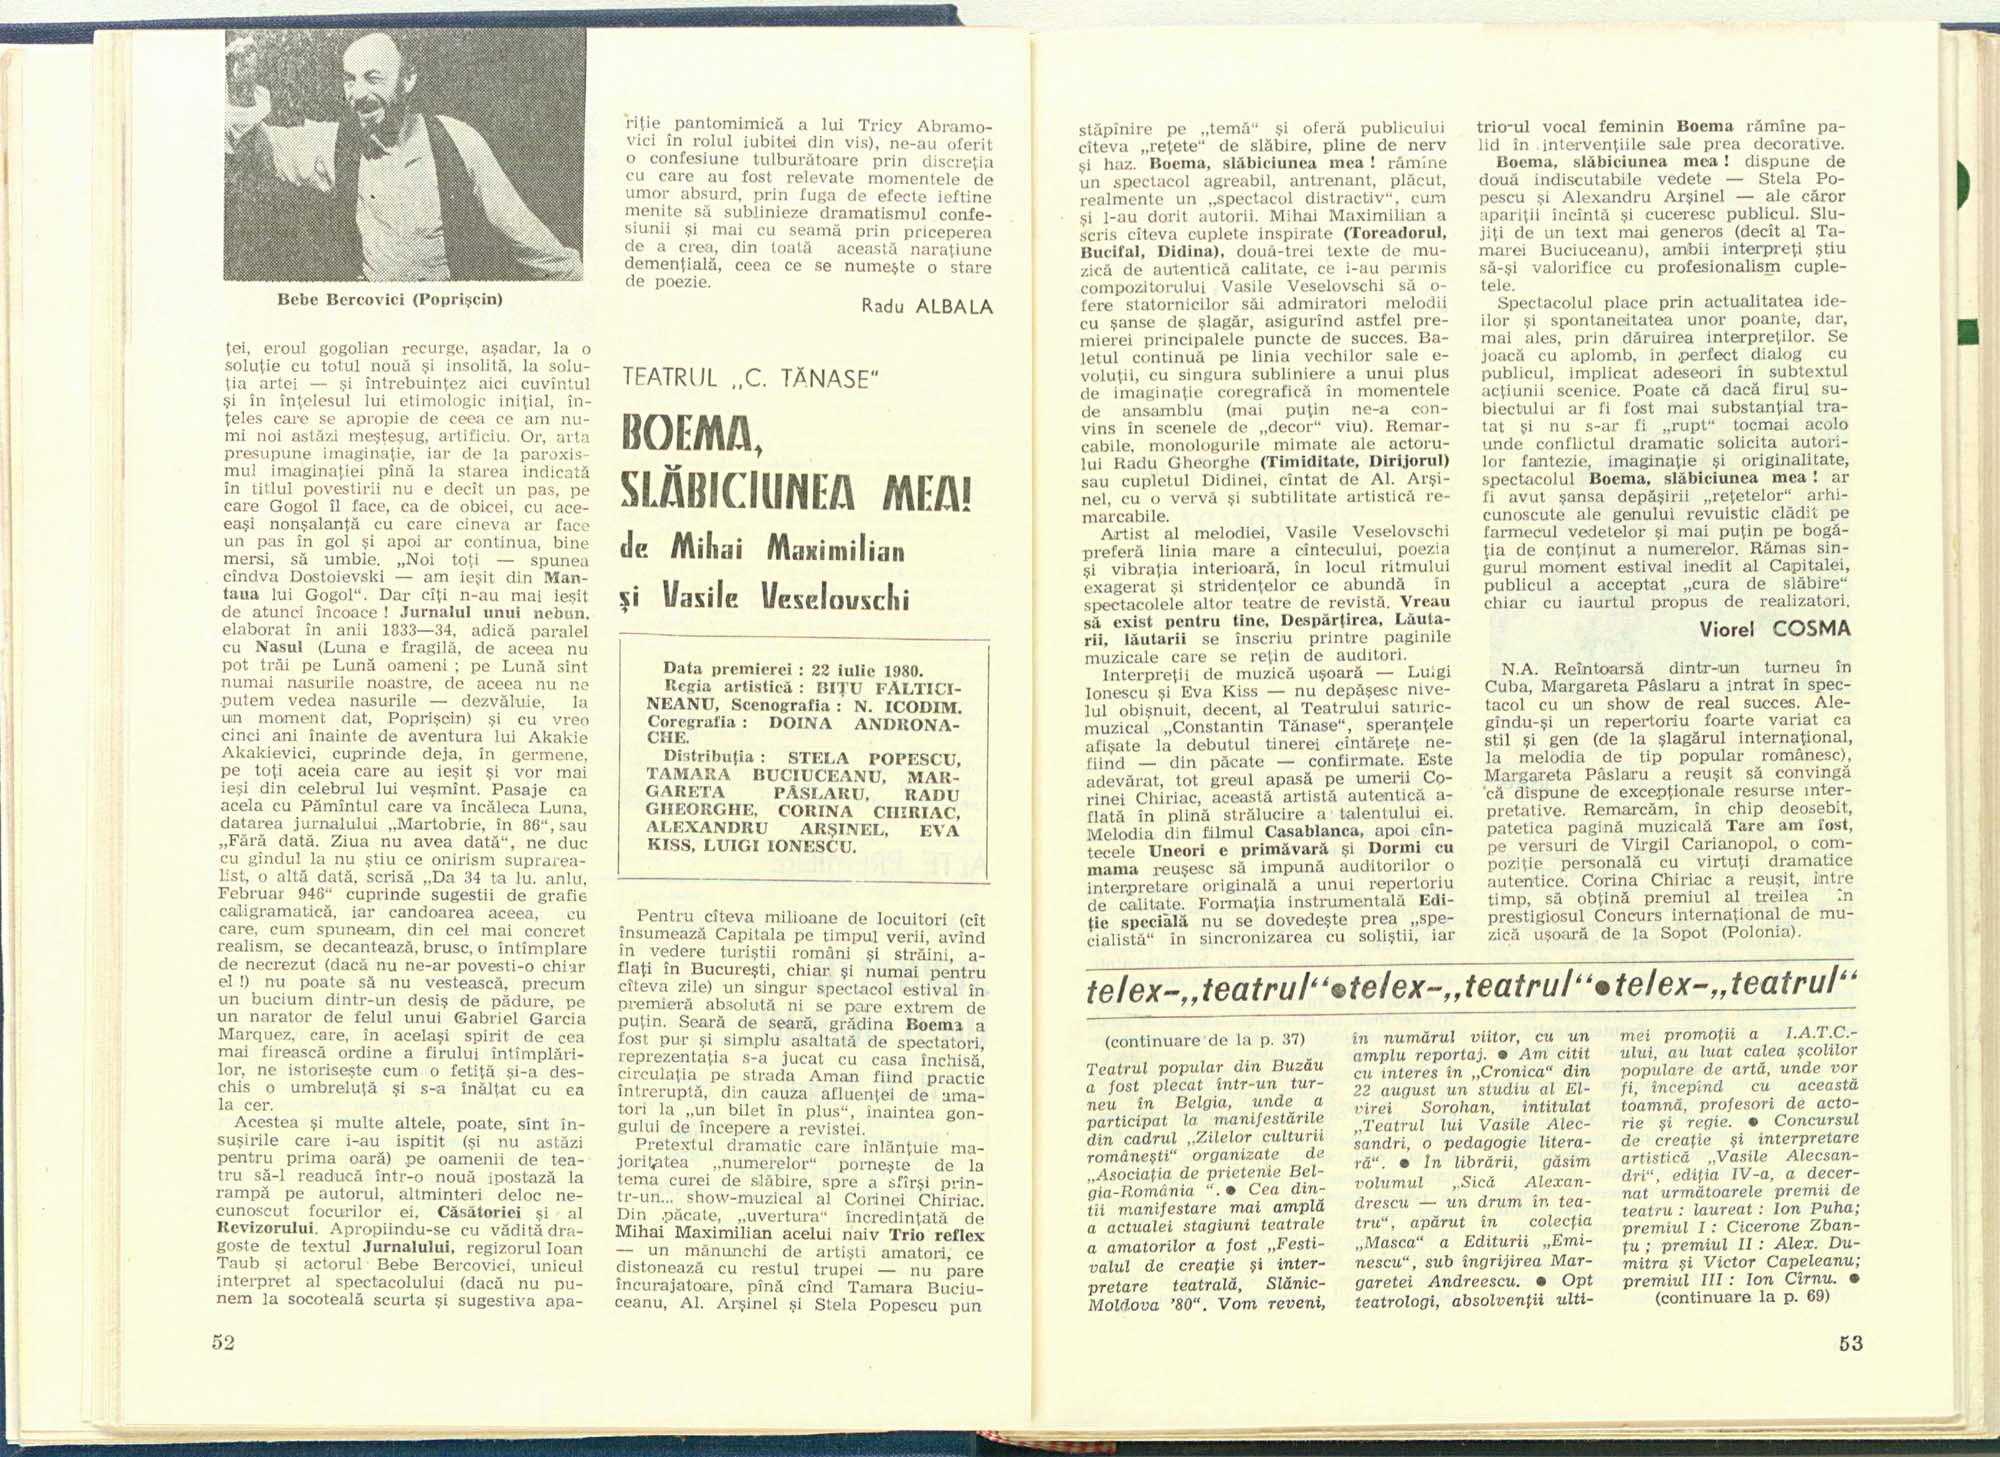 Bebe Bercovici (Poprişcin)
ţei, eroul gogolian recurge, aşadar, la o
soluţie cu totul nouă şi insolită, la solu-
ţia artei — şi întrebuinţez aici cuvîntul
şi în înţelesul lui etimologic iniţial, în-
ţeles care se apropie de ceea ce am nu-
mi noi astăzi meşteşug, artificiu. Or, arta
presupune imaginaţie, iar de la paroxis-
mul imaginaţiei pînă la starea indicată
în titlul povestirii nu e decît un pas, pe
care Gogol îl face, ca de obicei, cu ace-
eaşi nonşalanţă cu care cineva ar face
un pas în gol şi apoi ar continua, bine
mersi, să umble. „Noi toţi — spunea
cîndva Dostoievski — am ieşit din Man-
taua lui Gogol“. Dar cîţi n-au mai ieşit
de atunci încoace ! Jurnalul unui nebun,
elaborat în anii 1833—34, adică paralel
cu Nasul (Luna e fragilă, de aceea nu
pot trăi pe Lună oameni ; pe Lună sînt
numai nasurile noastre, de aceea nu ne
putem vedea nasurile — dezvăluie, la
un moment dat, Poprişcin) şi cu vreo
cinci ani înainte de aventura lui Akakie
Akakievici, cuprinde deja, în germene,
pe toţi aceia care au ieşit şi vor mai
ieşi din celebrul lui veşmînt. Pasaje ca
acela cu Pămîntul care va încăleca Luna,
datarea jurnalului „Martobrie, în 86“, sau
„Fără dată. Ziua nu avea dată“, ne duc
cu gîndul la nu ştiu ce onirism suprarea-
list, o altă dată, scrisă „Da 34 ta lu. anlu,
Februar 946“ cuprinde sugestii de grafie
caligramatică, iar candoarea aceea, cu
care, cum spuneam, din cel mai concret
realism, se decantează, brusc, o întîmplare
de necrezut (dacă nu ne-ar povesti-o chiar
el !) nu poate să nu vestească, precum
un bucium dintr-un desiş de pădure, pe
un narator de felul unui Gabriel Garcia
Marquez, care, în acelaşi spirit de cea
mai firească ordine a firului întîmplări-
lor, ne istoriseşte cum o fetiţă şi-a des-
chis o umbreluţă şi s-a înălţat cu ea
la cer.
Acestea şi multe altele, poate, sînt în-
suşirile care i-au ispitit (şi nu astăzi
pentru prima oară) pe oamenii de tea-
tru să-l readucă într-o nouă ipostază la
rampă pe autorul, altminteri deloc ne-
cunoscut focurilor ei, Căsătoriei şi al
Revizorului. Apropiindu-se cu vădită dra-
goste de textul Jurnalului, regizorul Ioan
Taub şi actorul Bebe Bercovici, unicul
interpret al spectacolului (dacă nu pu-
nem la socoteală scurta şi sugestiva apa-
52
riţie pantomimică a lui Tricy Abramo-
vici în rolul iubitei din vis), ne-au oferit
o confesiune tulburătoare prin discreţia
cu care au fost relevate momentele de
umor absurd, prin fuga de efecte ieftine
menite să sublinieze dramatismul confe-
siunii şi mai cu seamă prin priceperea
de a crea, din toată această naraţiune
demenţială, ceea ce se numeşte o stare
de poezie.
Radu ALBALA
TEATRUL „C. TĂNASE“
BOEMA,
SLĂBICIUNEA MEA!
de Mihai Maximilian
şi Vasile Veselovschi
Data premierei : 22 iulie 1980.
Regia artistică : BIŢU FĂLTICI-
NEANU, Scenografia : N. ICODIM.
Coregrafia : DOINA ANDRONA-
CHE.
Distribuţia : STELA POPESCU,
TAMARA BUCIUCEANU, MAR-
GARETA PÂSLARU, RADU
GHEORGHE, CORINA CHIRIAC,
ALEXANDRU ARŞINEL, EVA
KISS, LUIGI IONESCU.
Pentru cîteva milioane de locuitori (cît
însumează Capitala pe timpul verii, avînd
în vedere turiştii români şi străini, a-
flaţi în Bucureşti, chiar şi numai pentru
cîteva zile) un singur spectacol estival în
premieră absolută ni se pare extrem de
puţin. Seară de seară, grădina Boema a
fost pur şi simplu asaltată de spectatori,
reprezentaţia s-a jucat cu casa închisă,
circulaţia pe strada Aman fiind practic
întreruptă, din cauza afluenţei de ama-
tori la „un bilet în plus“, înaintea gon-
gului de începere a revistei.
Pretextul dramatic care înlănţuie ma-
joritatea „numerelor“ porneşte de la
tema curei de slăbire, spre a sfîrşi prin-
tr-un... show-muzical al Corinei Chiriac.
Din păcate, „uvertura“ încredinţată de
Mihai Maximilian acelui naiv Trio reflex
— un mănunchi de artişti amatori, ce
distonează cu restul trupei — nu pare
încurajatoare, pînă cînd Tamara Buciu-
ceanu, Al. Arşinel şi Stela Popescu pun
stăpînire pe „temă“ şi oferă publicului
cîteva „reţete“ de slăbire, pline de nerv
şi haz. Boema, slăbiciunea mea ! rămîne
un spectacol agreabil, antrenant, plăcut,
realmente un „spectacol distractiv“, cum
şi l-au dorit autorii. Mihai Maximilian a
scris cîteva cuplete inspirate (Toreadorul,
Bucifal, Didina), două-trei texte de mu-
zică de autentică calitate, ce i-au permis
compozitorului Vasile Veselovschi să o-
fere statornicilor săi admiratori melodii
cu şanse de şlagăr, asigurînd astfel pre-
mierei principalele puncte de succes. Ba-
letul continuă pe linia vechilor sale e-
voluţii, cu singura subliniere a unui plus
de imaginaţie coregrafică în momentele
de ansamblu (mai puţin ne-a con-
vins în scenele de „decor“ viu). Remar-
cabile, monologurile mimate ale actoru-
lui Radu Gheorghe (Timiditate, Dirijorul)
sau cupletul Didinei, cîntat de Al. Arşi-
nel, cu o vervă şi subtilitate artistică re-
marcabile.
Artist al melodiei, Vasile Veselovschi
preferă linia mare a cîntecului, poezia
şi vibraţia interioară, în locul ritmului
exagerat şi stridenţelor ce abundă în
spectacolele altor teatre de revistă. Vreau
să exist pentru tine, Despărţirea, Lăuta-
rii, lăutarii se înscriu printre paginile
muzicale care se reţin de auditori.
Interpreţii de muzică uşoară — Luigi
Ionescu şi Eva Kiss — nu depăşesc nive-
lul obişnuit, decent, al Teatrului satiric-
muzical „Constantin Tănase“, speranţele
afişate la debutul tinerei cîntăreţe ne-
fiind — din păcate — confirmate. Este
adevărat, tot greul apasă pe umerii Co-
rinei Chiriac, această artistă autentică a-
flată în plină strălucire a talentului ei.
Melodia din filmul Casablanca, apoi cîn-
tecele Uneori e primăvară şi Dormi cu
mama reuşesc să impună auditorilor o
interpretare originală a unui repertoriu
de calitate. Formaţia instrumentală Edi-
ţie specială nu se dovedeşte prea „spe-
cialistă“ în sincronizarea cu soliştii, iar
trio-ul vocal feminin Boema rămîne pa-
lid în intervenţiile sale prea decorative.
Boema, slăbiciunea mea ! dispune de
două indiscutabile vedete — Stela Po-
pescu şi Alexandru Arşinel — ale căror
apariţii încîntă şi cuceresc publicul. Slu-
jiţi de un text mai generos (decît al Ta-
marei Buciuceanu), ambii interpreţi ştiu
să-şi valorifice cu profesionalism cuple-
tele.
Spectacolul place prin actualitatea ide-
ilor şi spontaneitatea unor poante, dar,
mai ales, prin dăruirea interpreţilor. Se
joacă cu aplomb, în perfect dialog cu
publicul, implicat adeseori în subtextul
acţiunii scenice. Poate că dacă firul su-
biectului ar fi fost mai substanţial tra-
tat şi nu s-ar fi „rupt“ tocmai acolo
unde conflictul dramatic solicita autori-
lor fantezie, imaginaţie şi originalitate,
spectacolul Boema, slăbiciunea mea ! ar
fi avut şansa depăşirii „reţetelor“ arhi-
cunoscute ale genului revuistic clădit pe
farmecul vedetelor şi mai puţin pe bogă-
ţia de conţinut a numerelor. Rămas sin-
gurul moment estival inedit al Capitalei,
publicul a acceptat „cura de slăbire“
chiar cu iaurtul propus de realizatori.
Viorel COSMA
N.A. Reîntoarsă dintr-un turneu în
Cuba, Margareta Pâslaru a intrat în spec-
tacol cu un show de real succes. Ale-
gîndu-şi un repertoriu foarte variat ca
stil şi gen (de la şlagărul internaţional,
la melodia de tip popular românesc),
Margareta Pâslaru a reuşit să convingă
că dispune de excepţionale resurse inter-
pretative. Remarcăm, în chip deosebit,
patetica pagină muzicală Tare am fost,
pe versuri de Virgil Carianopol, o com-
poziţie personală cu virtuţi dramatice
autentice. Corina Chiriac a reuşit, între
timp, să obţină premiul al treilea în
prestigiosul Concurs internaţional de mu-
zică uşoară de la Sopot (Polonia).
telex-„teatrul“●telex-„teatrul“●telex-„teatrul“
(continuare de la p. 37)
Teatrul popular din Buzău
a fost plecat într-un tur-
neu în Belgia, unde a
participat la manifestările
din cadrul „Zilelor culturii
româneşti“ organizate de
„Asociaţia de prietenie Bel-
gia-România “. ● Cea din-
tîi manifestare mai amplă
a actualei stagiuni teatrale
a amatorilor a fost „Festi-
valul de creaţie şi inter-
pretare teatrală, Slănic-
Moldova '80“. Vom reveni,
în numărul viitor, cu un
amplu reportaj. ● Am citit
cu interes în „Cronica“ din
22 august un studiu al El-
virei Sorohan, intitulat
„Teatrul lui Vasile Alec-
sandri, o pedagogie litera-
ră“. ● În librării, găsim
volumul „Sică Alexan-
drescu — un drum în tea-
tru“, apărut în colecţia
„Masca“ a Editurii „Emi-
nescu“, sub îngrijirea Mar-
garetei Andreescu. ● Opt
teatrologi, absolvenţii ulti-
mei promoţii a I.A.T.C.-
ului, au luat calea şcolilor
populare de artă, unde vor
fi, începînd cu această
toamnă, profesori de acto-
rie şi regie. ● Concursul
de creaţie şi interpretare
artistică „Vasile Alecsan-
dri“, ediţia IV-a, a decer-
nat următoarele premii de
teatru : laureat : Ion Puha;
premiul I : Cicerone Zban-
ţu ; premiul II : Alex. Du-
mitra şi Victor Capeleanu;
premiul III : Ion Cîrnu. ●
(continuare la p. 69)
53